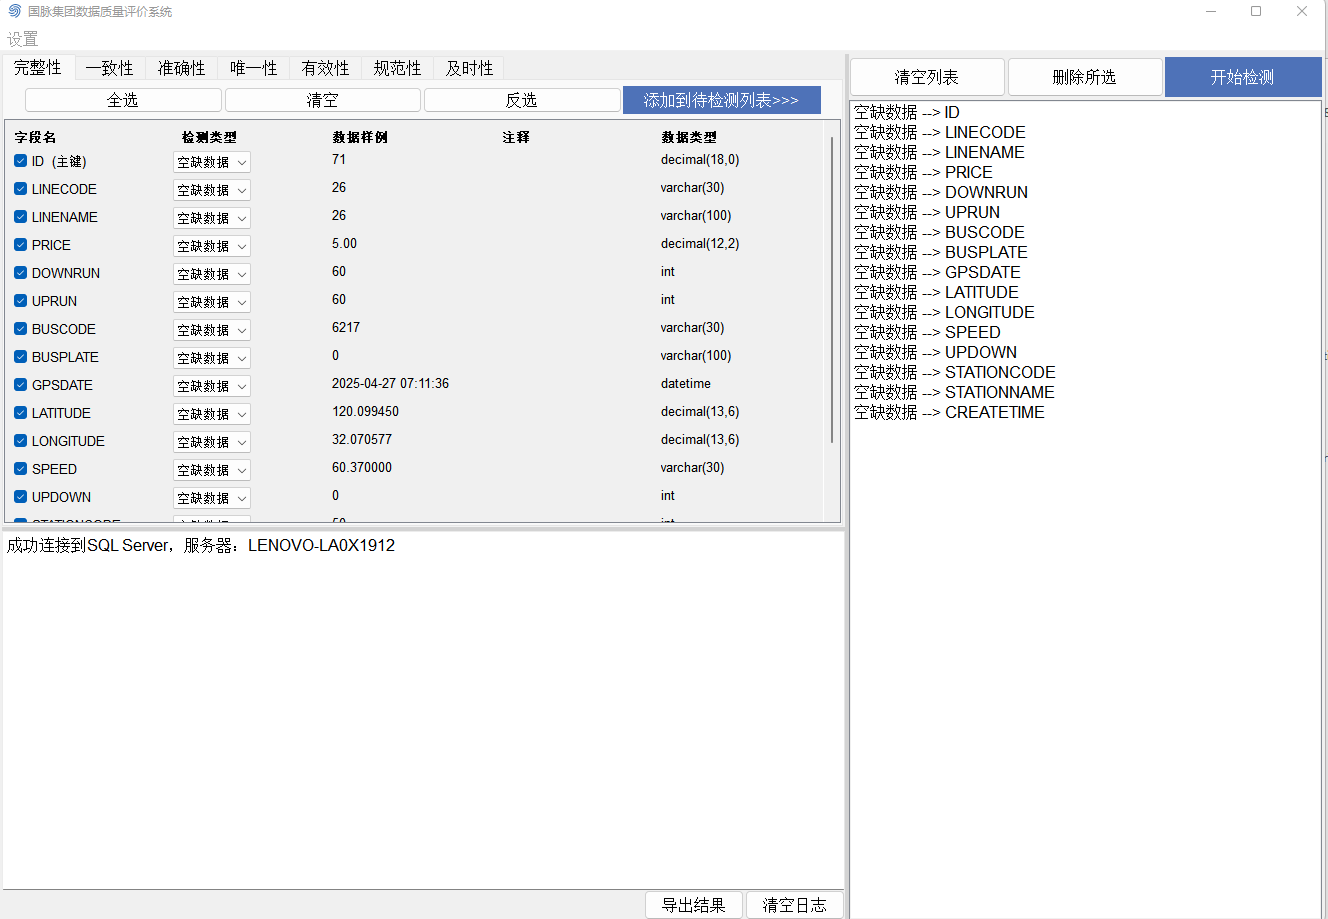 国脉集团数据质量评价系统
设置
完整性 一致性 准确性 唯一性 有效性 规范性 及时性
全选 清空 反选 添加到待检测列表>>>
字段名 检测类型 数据样例 注释 数据类型
ID（主键） 空缺数据 71 decimal(18,0)
LINECODE 空缺数据 26 varchar(30)
LINENAME 空缺数据 26 varchar(100)
PRICE 空缺数据 5.00 decimal(12,2)
DOWNRUN 空缺数据 60 int
UPRUN 空缺数据 60 int
BUSCODE 空缺数据 6217 varchar(30)
BUSPLATE 空缺数据 0 varchar(100)
GPSDATE 空缺数据 2025-04-27 07:11:36 datetime
LATITUDE 空缺数据 120.099450 decimal(13,6)
LONGITUDE 空缺数据 32.070577 decimal(13,6)
SPEED 空缺数据 60.370000 varchar(30)
UPDOWN 空缺数据 0 int
成功连接到SQL Server，服务器：LENOVO-LA0X1912
导出结果 清空日志
清空列表 删除所选 开始检测
空缺数据 --> ID
空缺数据 --> LINECODE
空缺数据 --> LINENAME
空缺数据 --> PRICE
空缺数据 --> DOWNRUN
空缺数据 --> UPRUN
空缺数据 --> BUSCODE
空缺数据 --> BUSPLATE
空缺数据 --> GPSDATE
空缺数据 --> LATITUDE
空缺数据 --> LONGITUDE
空缺数据 --> SPEED
空缺数据 --> UPDOWN
空缺数据 --> STATIONCODE
空缺数据 --> STATIONNAME
空缺数据 --> CREATETIME